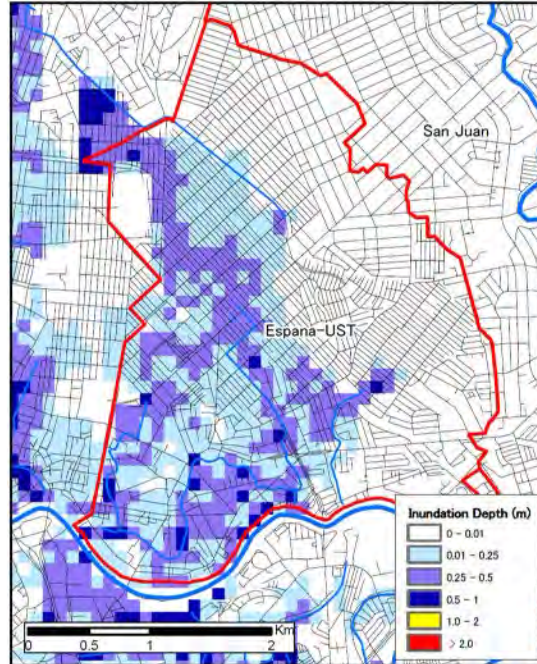 San Juan
Espana-UST
Inundation Depth (m)
0 - 0.01
0.01 - 0.25
0.25 - 0.5
0.5 - 1
1.0 - 2
> 2.0
Km
0 0.5 1 2